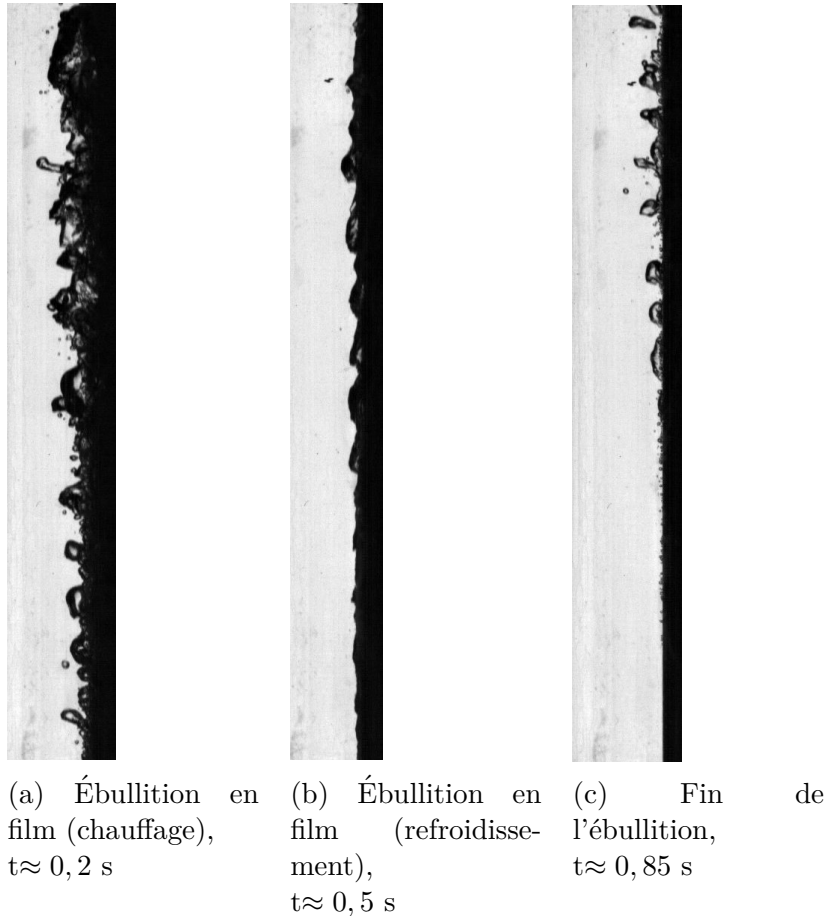 (a) Ébullition en
film (chauffage),
t≈ 0, 2 s
(b) Ébullition en
film (refroidisse-
ment),
t≈ 0, 5 s
(c) Fin de
l'ébullition,
t≈ 0, 85 s